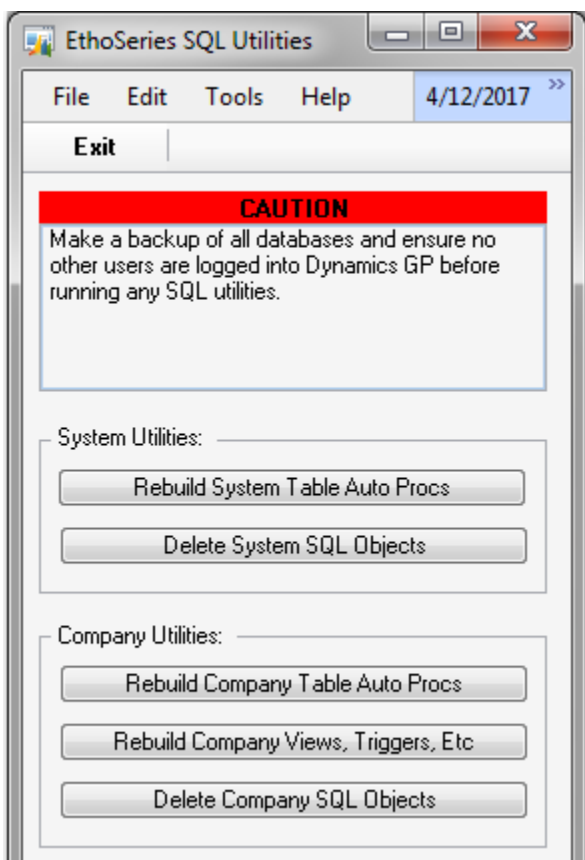 EthoSeries SQL Utilities
File Edit Tools Help 4/12/2017 »
Exit
CAUTION
Make a backup of all databases and ensure no
other users are logged into Dynamics GP before
running any SQL utilities.
System Utilities:
Rebuild System Table Auto Procs
Delete System SQL Objects
Company Utilities:
Rebuild Company Table Auto Procs
Rebuild Company Views, Triggers, Etc
Delete Company SQL Objects